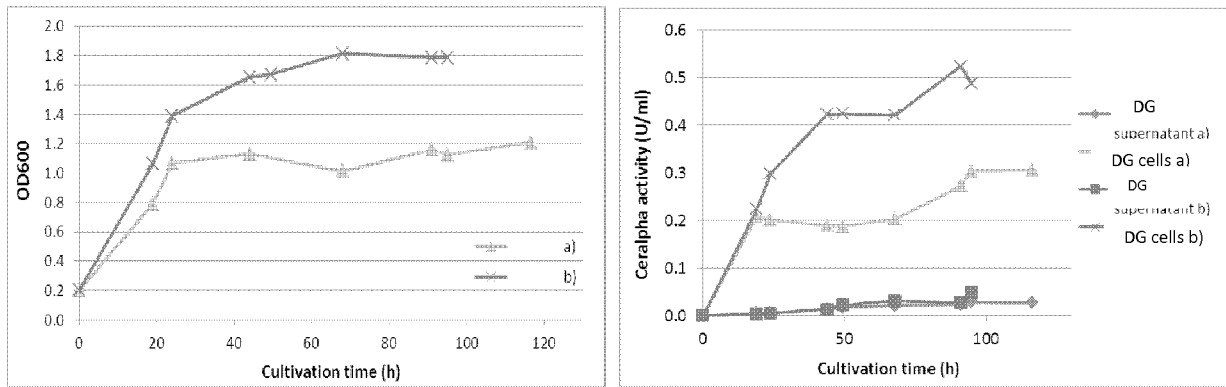 2.0
1.8
1.6
1.4
1.2
1.0
0.8
0.6
0.4
0.2
0.0
OD600
0 20 40 60 80 100 120
Cultivation time (h)
a)
b)
0.6
0.5
0.4
0.3
0.2
0.1
0.0
Ceralpha activity (U/ml)
0 50 100
Cultivation time (h)
DG
supernatant a)
DG cells a)
DG
supernatant b)
DG cells b)